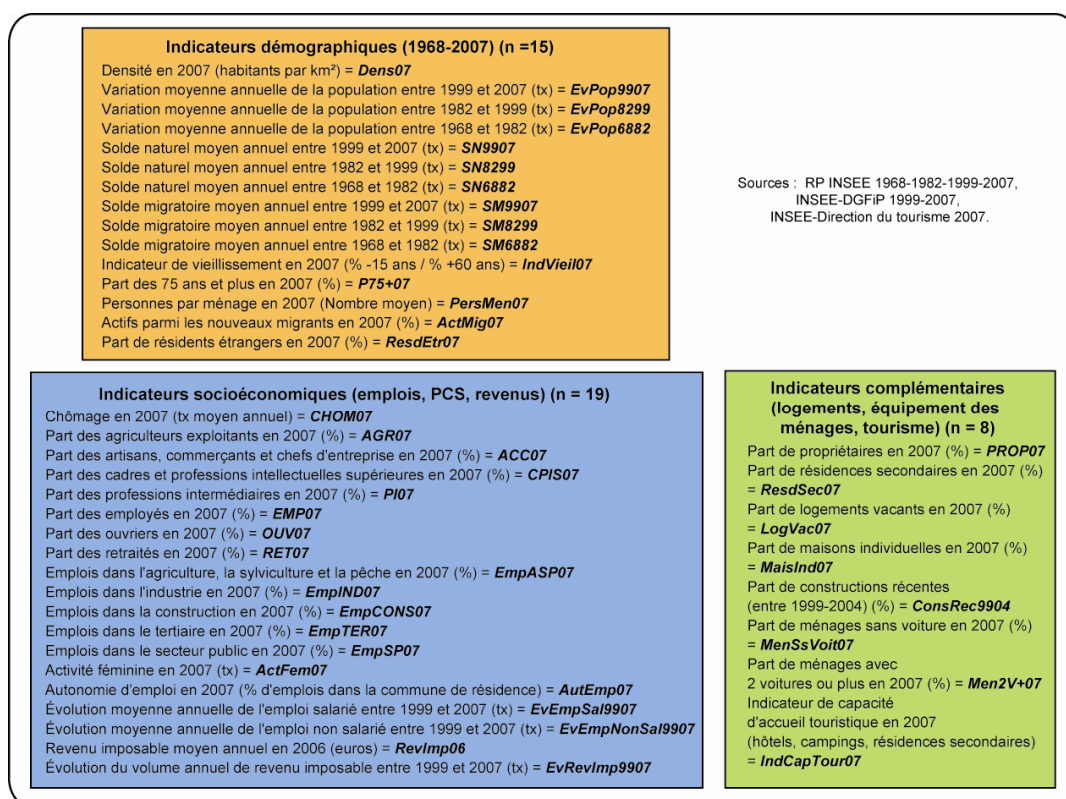 Indicateurs démographiques (1968-2007) (n =15)
Densité en 2007 (habitants par km²) = Dens07
Variation moyenne annuelle de la population entre 1999 et 2007 (tx) = EvPop9907
Variation moyenne annuelle de la population entre 1982 et 1999 (tx) = EvPop8299
Variation moyenne annuelle de la population entre 1968 et 1982 (tx) = EvPop6882
Solde naturel moyen annuel entre 1999 et 2007 (tx) = SN9907
Solde naturel moyen annuel entre 1982 et 1999 (tx) = SN8299
Solde naturel moyen annuel entre 1968 et 1982 (tx) = SN6882
Solde migratoire moyen annuel entre 1999 et 2007 (tx) = SM9907
Solde migratoire moyen annuel entre 1982 et 1999 (tx) = SM8299
Solde migratoire moyen annuel entre 1968 et 1982 (tx) = SM6882
Indicateur de vieillissement en 2007 (% -15 ans / % +60 ans) = IndVieil07
Part des 75 ans et plus en 2007 (%) = P75+07
Personnes par ménage en 2007 (Nombre moyen) = PersMen07
Actifs parmi les nouveaux migrants en 2007 (%) = ActMig07
Part de résidents étrangers en 2007 (%) = ResdEtr07
Sources : RP INSEE 1968-1982-1999-2007,
INSEE-DGFiP 1999-2007,
INSEE-Direction du tourisme 2007.
Indicateurs socioéconomiques (emplois, PCS, revenus) (n = 19)
Chômage en 2007 (tx moyen annuel) = CHOM07
Part des agriculteurs exploitants en 2007 (%) = AGR07
Part des artisans, commerçants et chefs d'entreprise en 2007 (%) = ACC07
Part des cadres et professions intellectuelles supérieures en 2007 (%) = CPIS07
Part des professions intermédiaires en 2007 (%) = PI07
Part des employés en 2007 (%) = EMP07
Part des ouvriers en 2007 (%) = OUV07
Part des retraités en 2007 (%) = RET07
Emplois dans l'agriculture, la sylviculture et la pêche en 2007 (%) = EmpASP07
Emplois dans l'industrie en 2007 (%) = EmpIND07
Emplois dans la construction en 2007 (%) = EmpCONS07
Emplois dans le tertiaire en 2007 (%) = EmpTER07
Emplois dans le secteur public en 2007 (%) = EmpSP07
Activité féminine en 2007 (tx) = ActFem07
Autonomie d'emploi en 2007 (% d'emplois dans la commune de résidence) = AutEmp07
Évolution moyenne annuelle de l'emploi salarié entre 1999 et 2007 (tx) = EvEmpSal9907
Évolution moyenne annuelle de l'emploi non salarié entre 1999 et 2007 (tx) = EvEmpNonSal9907
Revenu imposable moyen annuel en 2006 (euros) = RevImp06
Évolution du volume annuel de revenu imposable entre 1999 et 2007 (tx) = EvRevImp9907
Indicateurs complémentaires
(logements, équipement des
ménages, tourisme) (n = 8)
Part de propriétaires en 2007 (%) = PROP07
Part de résidences secondaires en 2007 (%)
= ResdSec07
Part de logements vacants en 2007 (%)
= LogVac07
Part de maisons individuelles en 2007 (%)
= MaisInd07
Part de constructions récentes
(entre 1999-2004) (%) = ConsRec9904
Part de ménages sans voiture en 2007 (%)
= MenSsVoit07
Part de ménages avec
2 voitures ou plus en 2007 (%) = Men2V+07
Indicateur de capacité
d'accueil touristique en 2007
(hôtels, campings, résidences secondaires)
= IndCapTour07